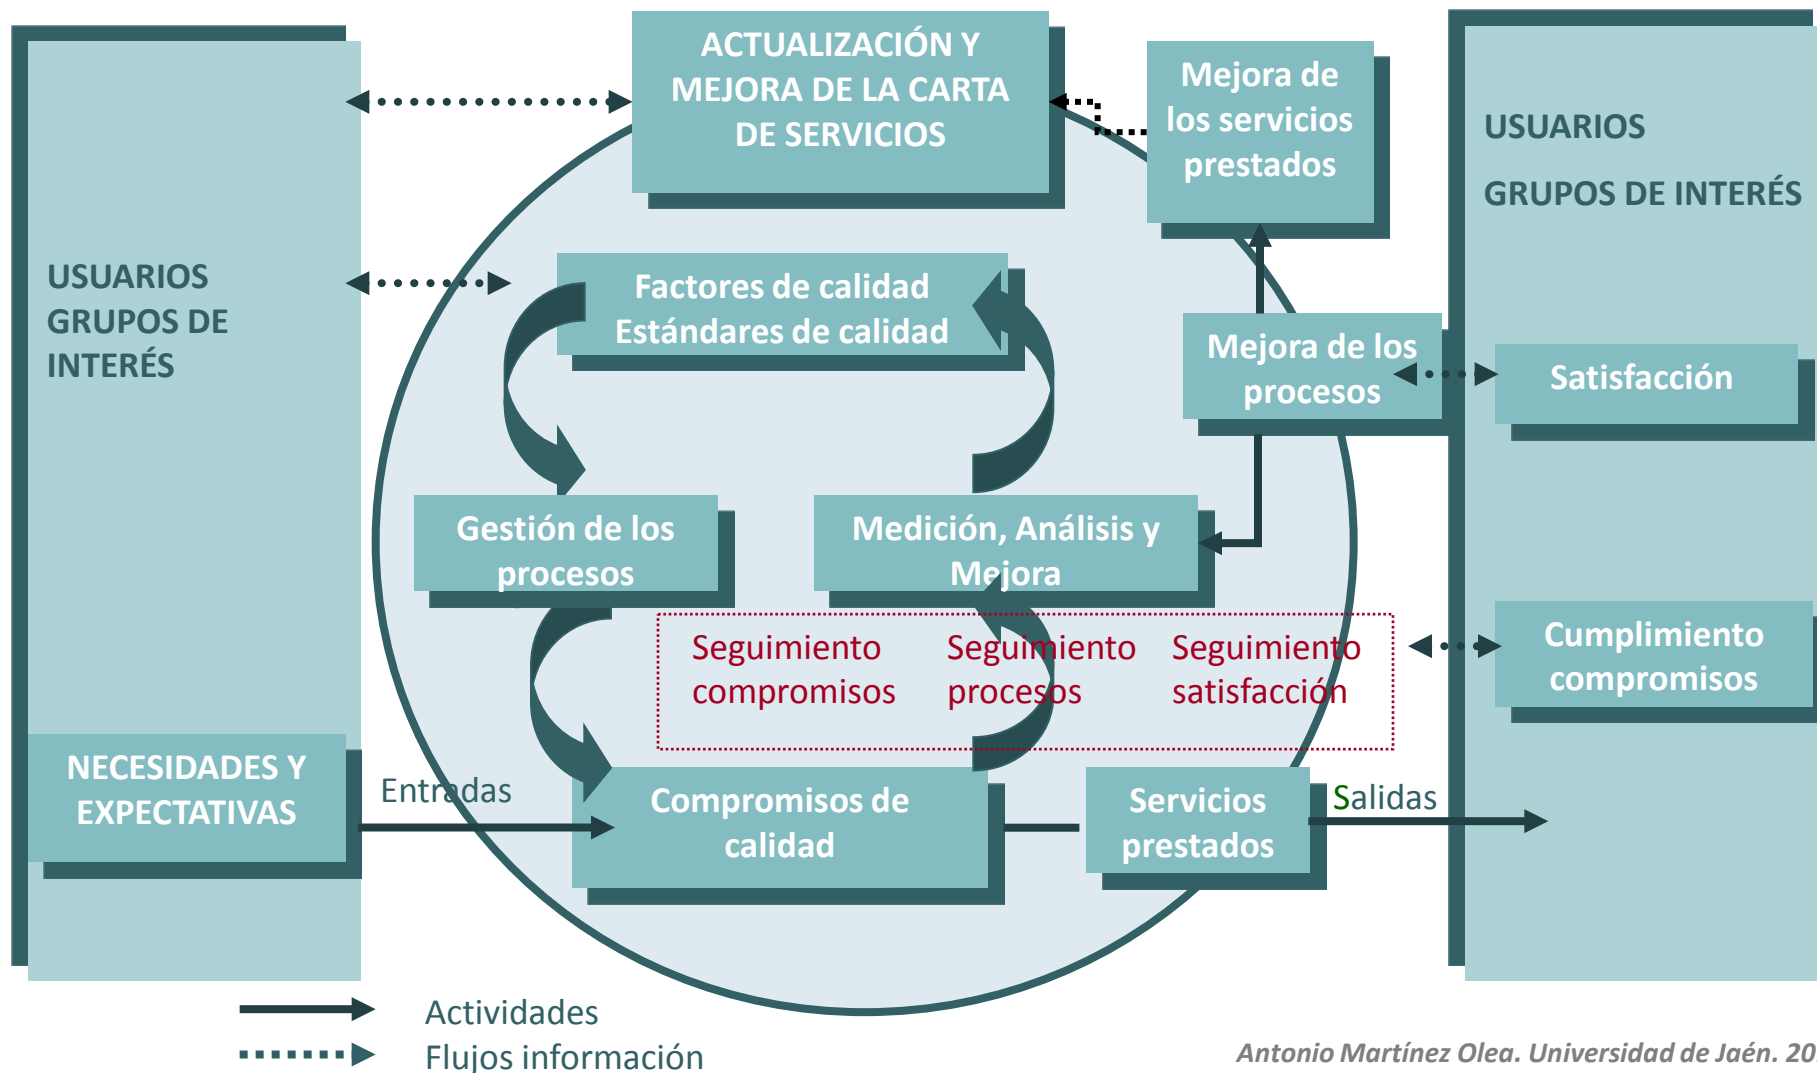 ACTUALIZACIÓN Y
MEJORA DE LA CARTA
DE SERVICIOS
Mejora de
los servicios
prestados
USUARIOS
GRUPOS DE INTERÉS
USUARIOS
GRUPOS DE
INTERÉS
Factores de calidad
Estándares de calidad
Mejora de los
procesos
Satisfacción
Gestión de los
procesos
Medición, Análisis y
Mejora
Seguimiento
compromisos
Seguimiento
procesos
Seguimiento
satisfacción
Cumplimiento
compromisos
NECESIDADES Y
EXPECTATIVAS
Entradas
Compromisos de
calidad
Servicios
prestados
Salidas
Actividades
Flujos información
Antonio Martínez Olea. Universidad de Jaén.